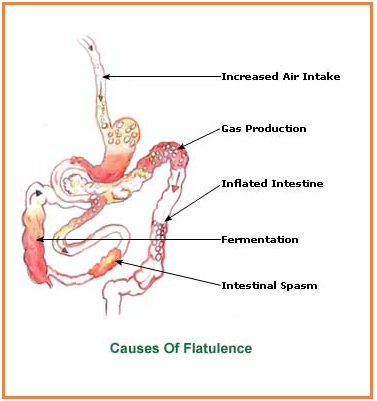 Increased Air Intake
Gas Production
Inflated Intestine
Fermentation
Intestinal Spasm
Causes Of Flatulence